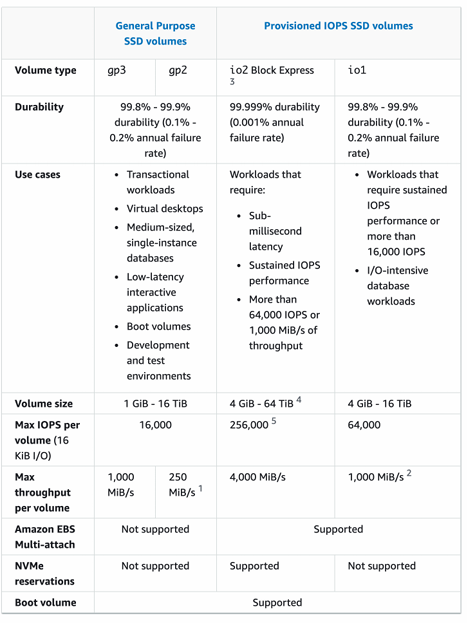 General Purpose
SSD volumes
Provisioned IOPS SSD volumes
Volume type
gp3
gp2
io2 Block Express
3
io1
Durability
99.8% - 99.9%
durability (0.1% -
0.2% annual failure
rate)
99.999% durability
(0.001% annual
failure rate)
99.8% - 99.9%
durability (0.1% -
0.2% annual failure
rate)
Use cases
• Transactional
workloads
• Virtual desktops
• Medium-sized,
single-instance
databases
• Low-latency
interactive
applications
• Boot volumes
• Development
and test
environments
Workloads that
require:
• Sub-
millisecond
latency
• Sustained IOPS
performance
• More than
64,000 IOPS or
1,000 MiB/s of
throughput
• Workloads that
require sustained
IOPS
performance or
more than
16,000 IOPS
• I/O-intensive
database
workloads
Volume size
1 GiB - 16 TiB
4 GiB - 64 TiB 4
4 GiB - 16 TiB
Max IOPS per
volume (16
KiB I/O)
16,000
256,000 5
64,000
Max
throughput
per volume
1,000
MiB/s
250
MiB/s 1
4,000 MiB/s
1,000 MiB/s 2
Amazon EBS
Multi-attach
Not supported
Supported
NVMe
reservations
Not supported
Supported
Not supported
Boot volume
Supported